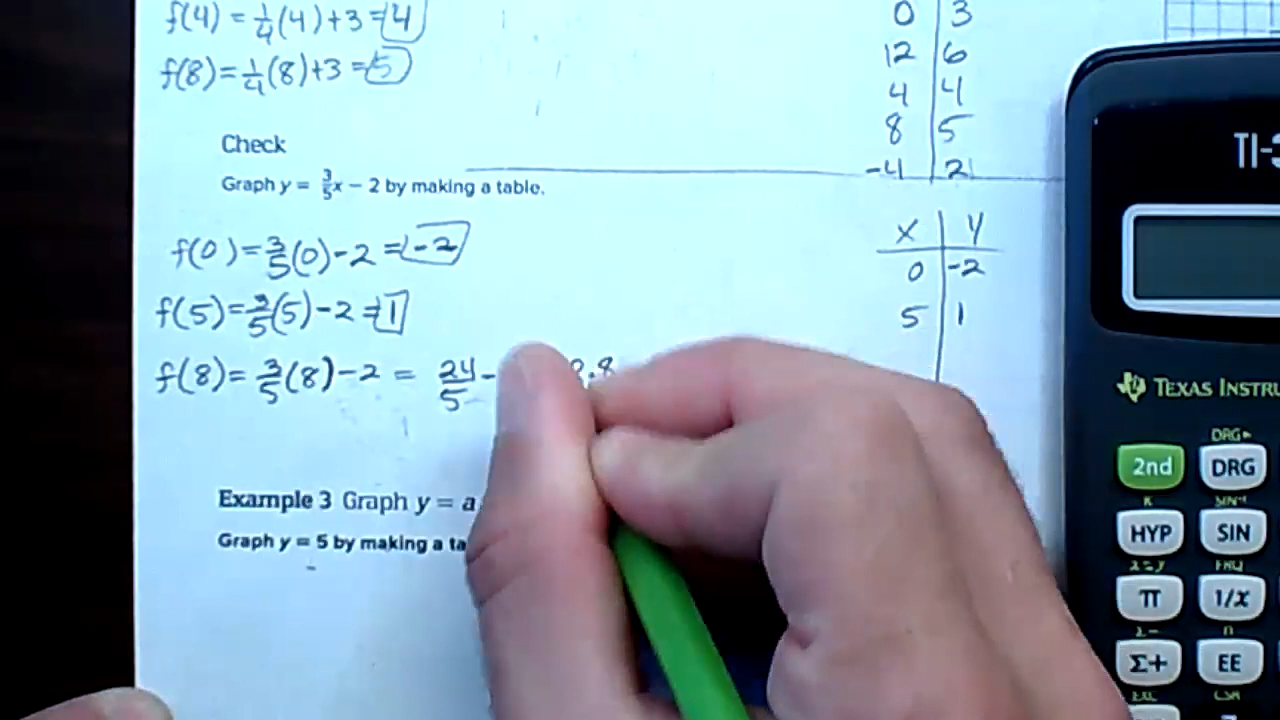 f(4) = 1/4(4)+3 = 4
f(8) = 1/4(8)+3 = 5
0 3
12 6
4 4
8 5
-4 2
Check
Graph y = 3/5x − 2 by making a table.
f(0) = 3/5(0)-2 = -2
f(5) = 3/5(5)-2 = 1
f(8) = 3/5(8)-2 = 24/5 -
x y
0 -2
5 1
Example 3 Graph y = a
Graph y = 5 by making a
TI-3
TEXAS INSTRU
DRG▸
2nd DRG
K SIN⁻¹
HYP SIN
π 1/x
Σ+ EE